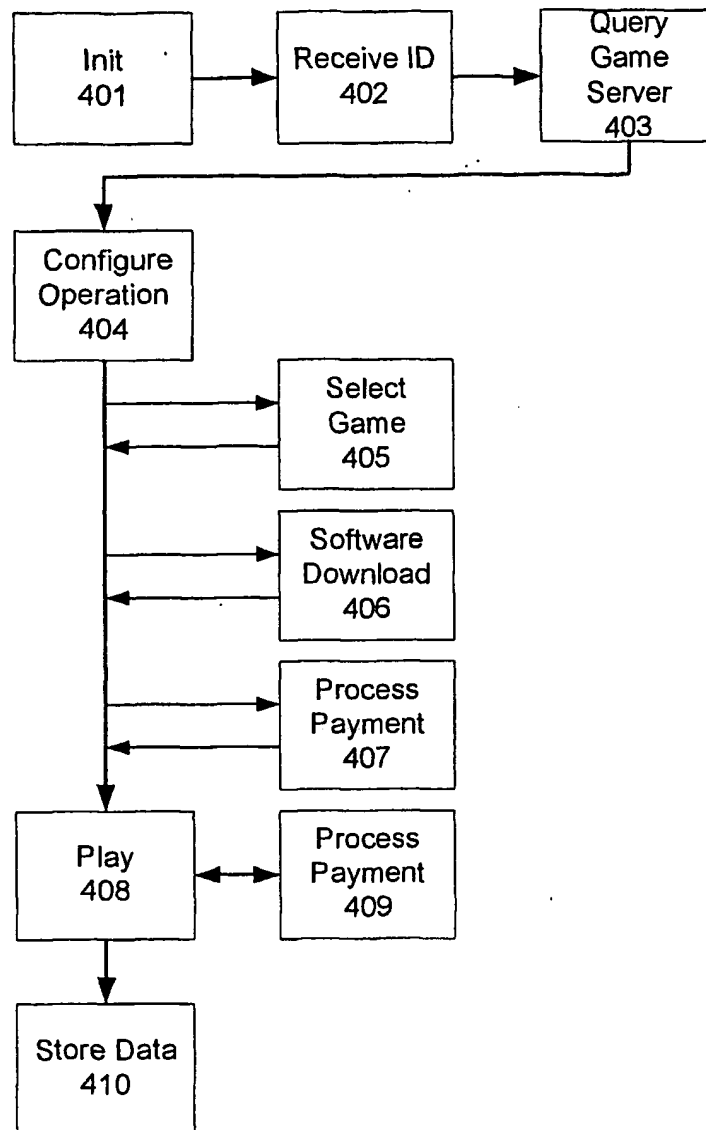 Init
401
Receive ID
402
Query
Game
Server
403
Configure
Operation
404
Select
Game
405
Software
Download
406
Process
Payment
407
Play
408
Process
Payment
409
Store Data
410